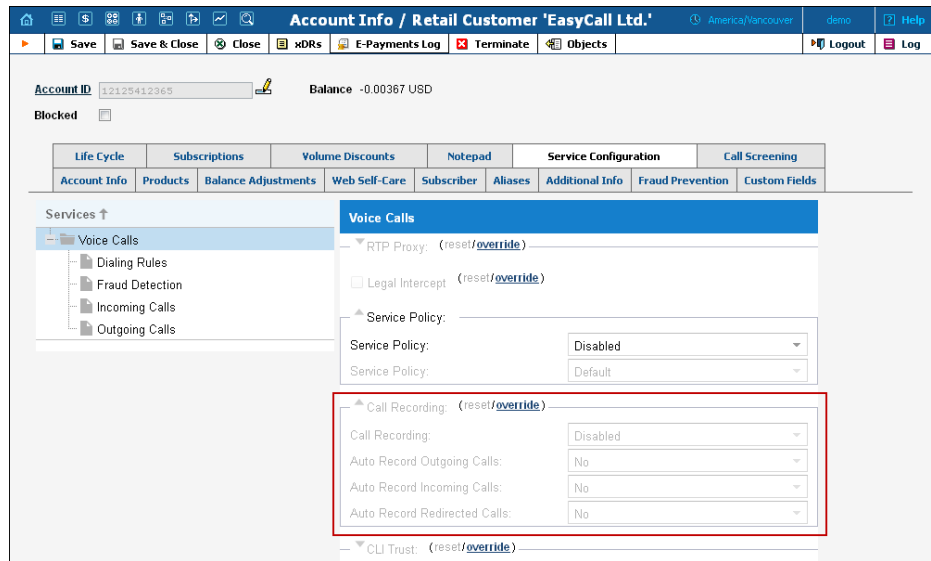 Account Info / Retail Customer 'EasyCall Ltd.' America/Vancouver demo ? Help
Save Save & Close Close xDRs E-Payments Log Terminate Objects Logout Log
Account ID 12125412365 Balance -0.00367 USD
Blocked
Life Cycle Subscriptions Volume Discounts Notepad Service Configuration Call Screening
Account Info Products Balance Adjustments Web Self-Care Subscriber Aliases Additional Info Fraud Prevention Custom Fields
Services
Voice Calls
Dialing Rules
Fraud Detection
Incoming Calls
Outgoing Calls
Voice Calls
RTP Proxy: (reset/override)
Legal Intercept (reset/override)
Service Policy:
Service Policy: Disabled
Service Policy: Default
Call Recording: (reset/override)
Call Recording: Disabled
Auto Record Outgoing Calls: No
Auto Record Incoming Calls: No
Auto Record Redirected Calls: No
CLI Trust: (reset/override)